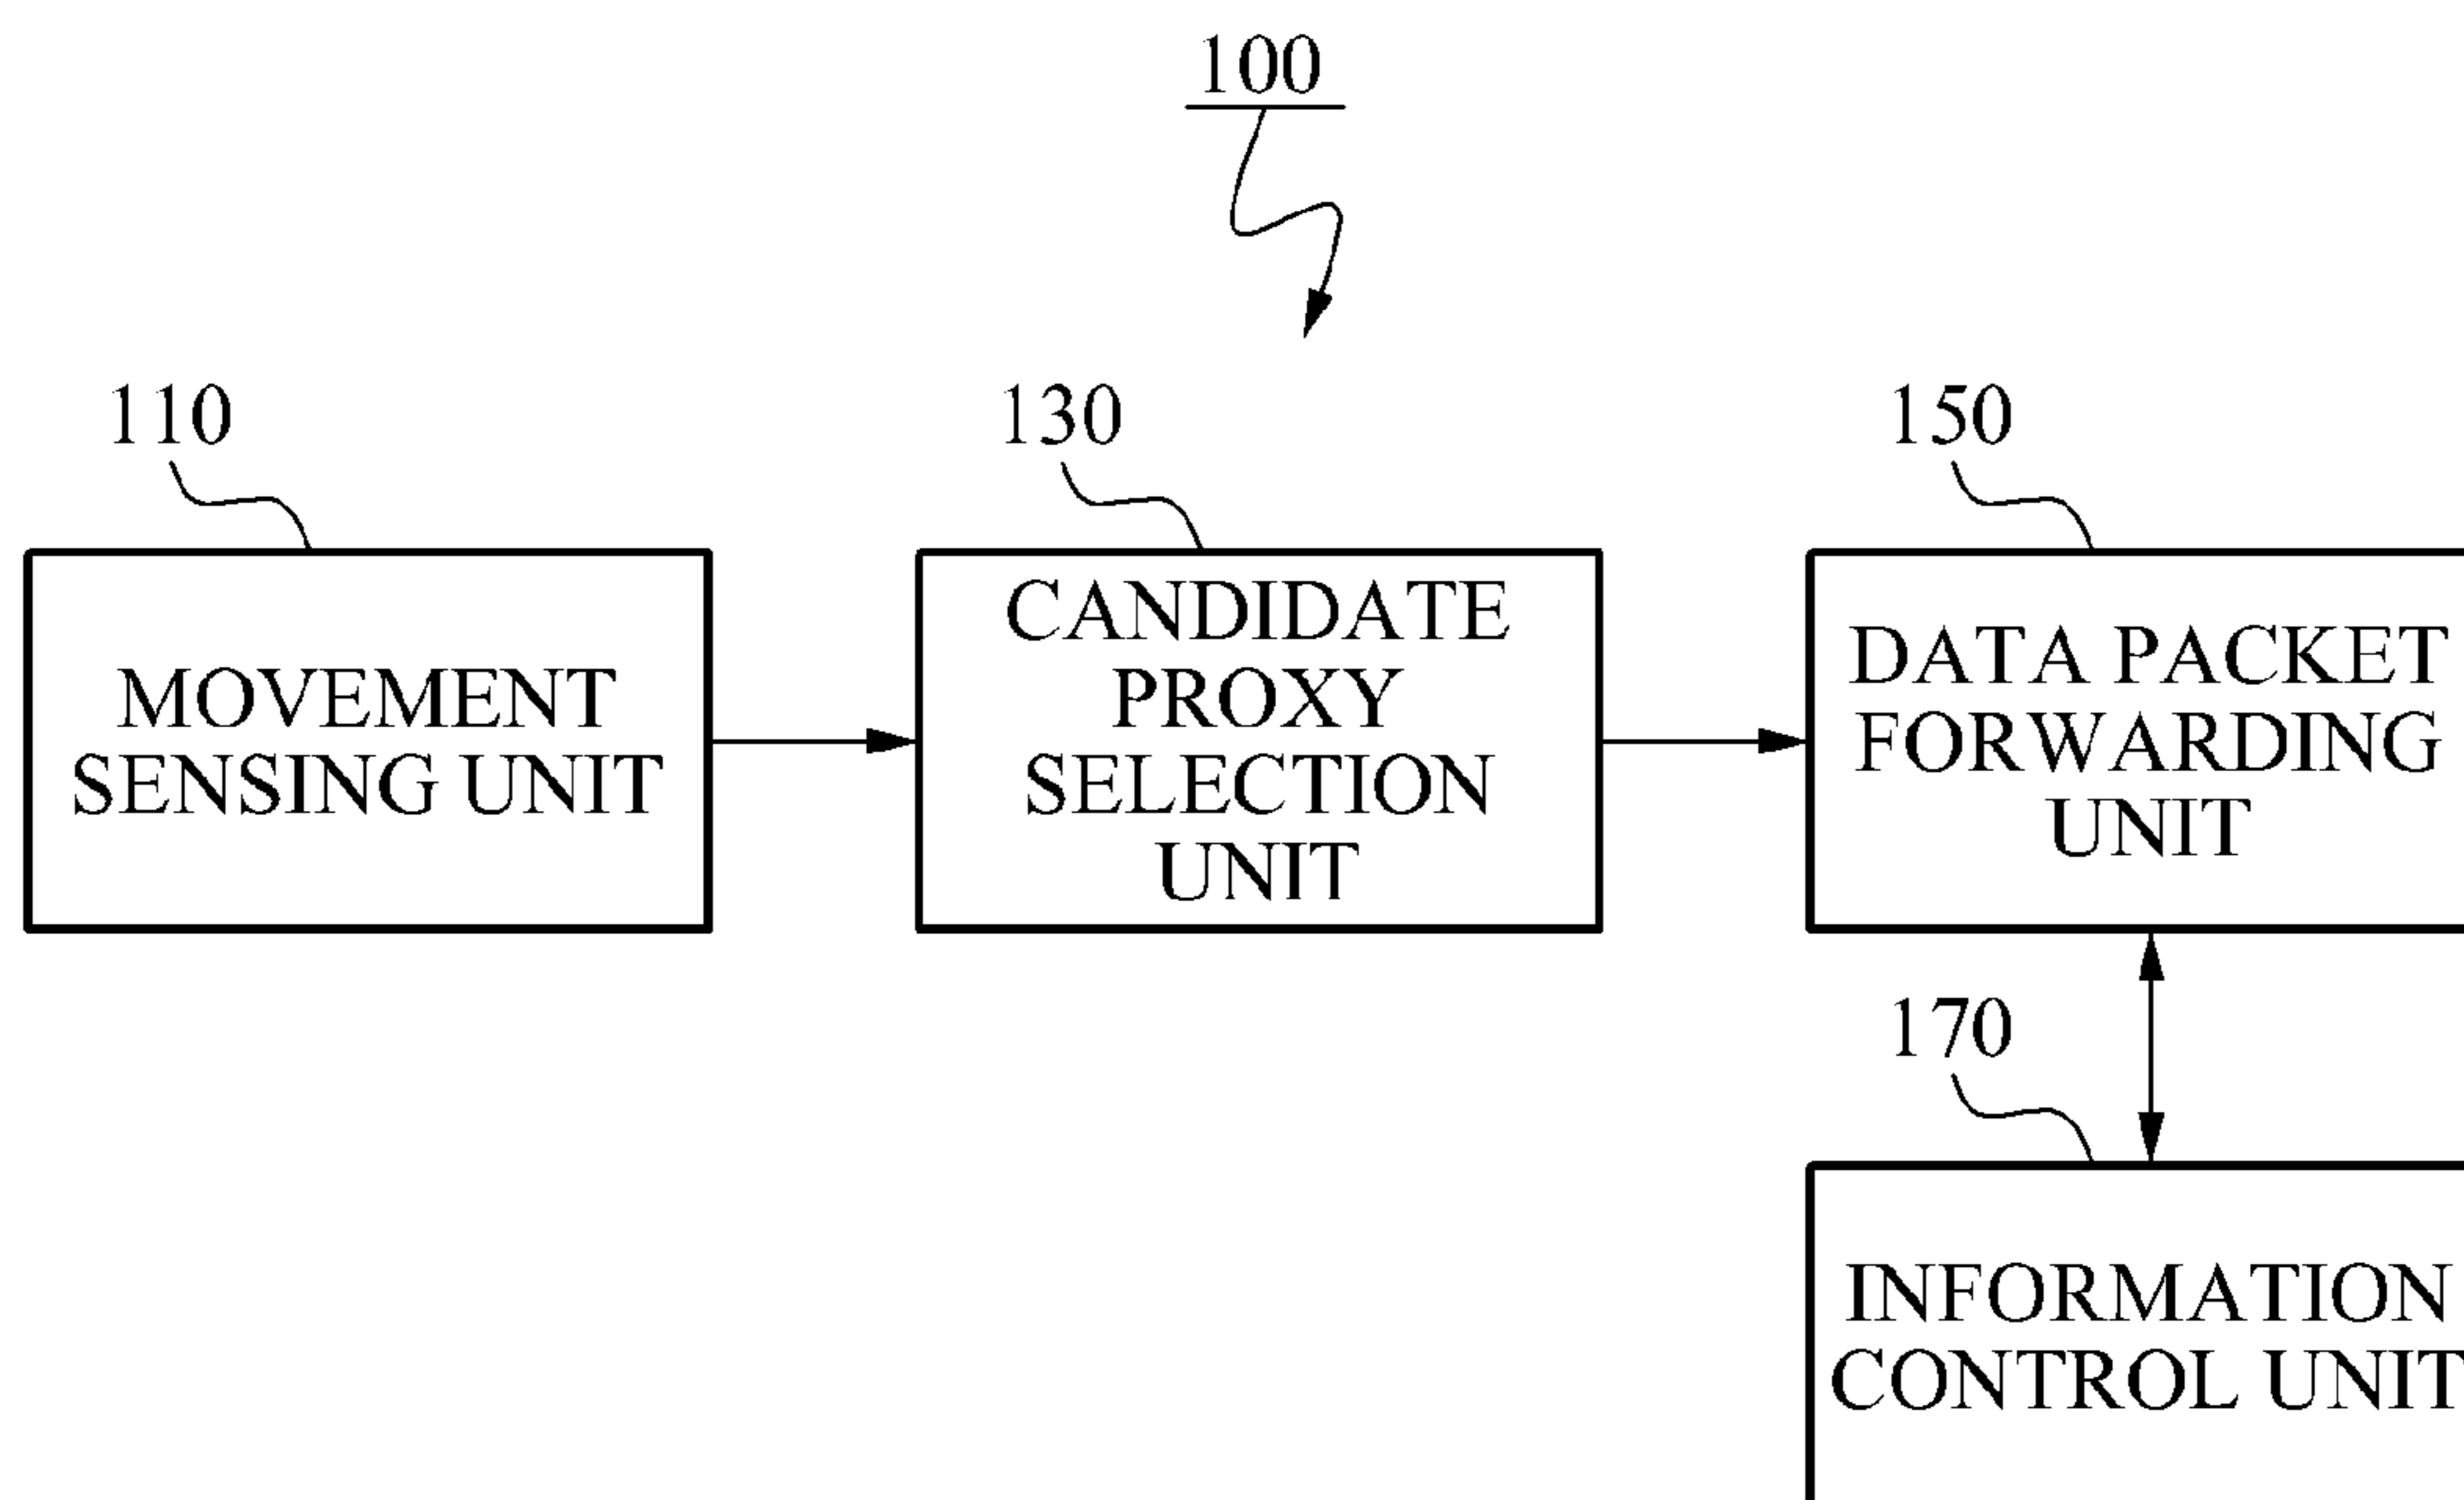 100
110
130
150
MOVEMENT
SENSING UNIT
CANDIDATE
PROXY
SELECTION
UNIT
DATA PACKET
FORWARDING
UNIT
170
INFORMATION
CONTROL UNIT